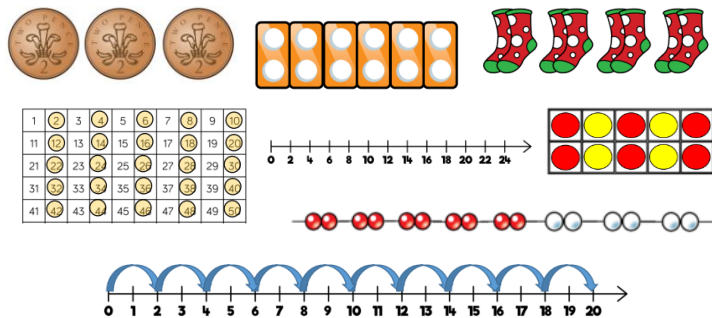 TWO PENCE 2
TWO PENCE 2
TWO PENCE 2
1 2 3 4 5 6 7 8 9 10
11 12 13 14 15 16 17 18 19 20
21 22 23 24 25 26 27 28 29 30
31 32 33 34 35 36 37 38 39 40
41 42 43 44 45 46 47 48 49 50
0 2 4 6 8 10 12 14 16 18 20 22 24
0 1 2 3 4 5 6 7 8 9 10 11 12 13 14 15 16 17 18 19 20